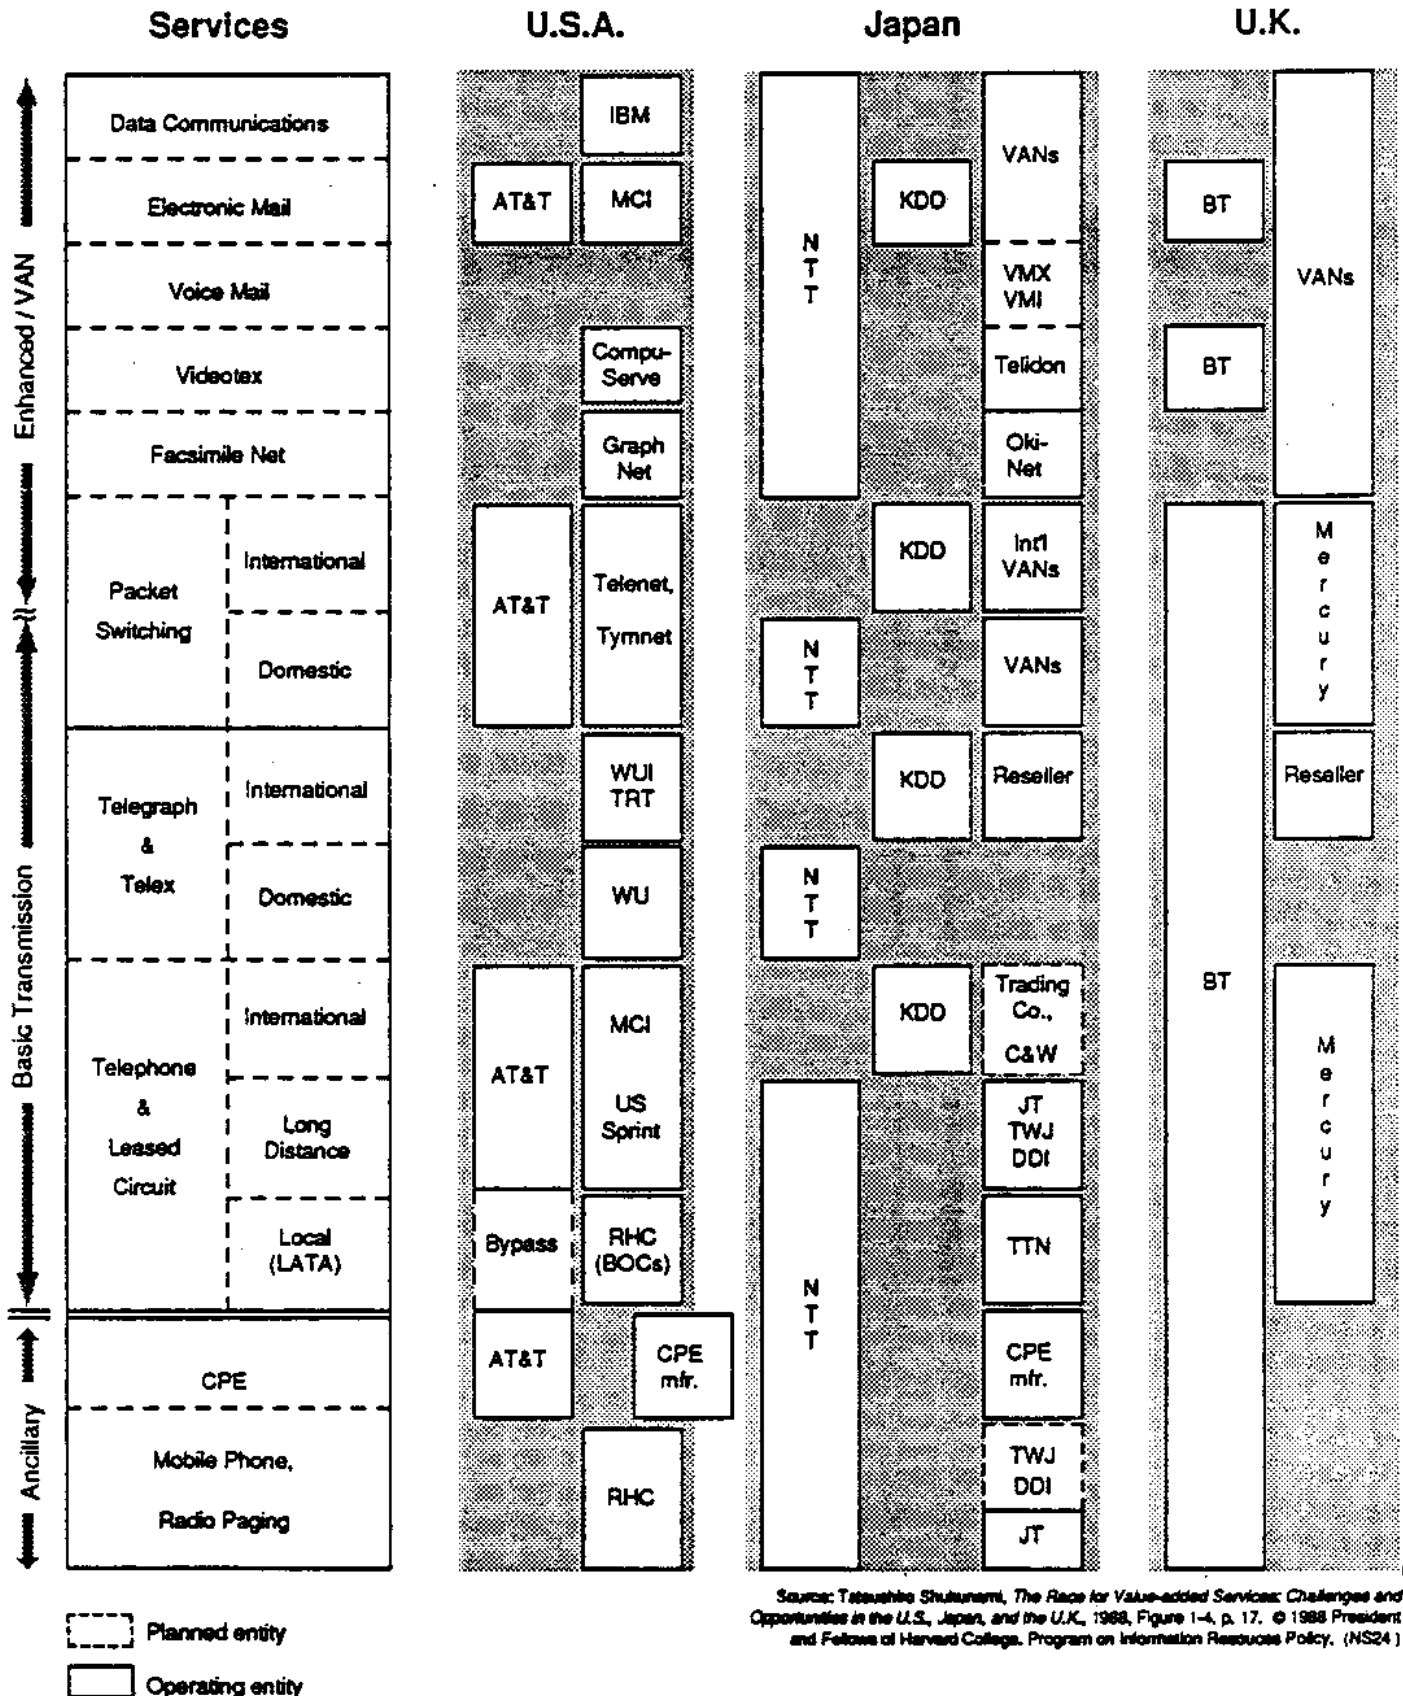 Services
U.S.A.
Japan
U.K.
Enhanced / VAN
Basic Transmission
Ancillary
Data Communications
Electronic Mail
Voice Mail
Videotex
Facsimile Net
Packet
Switching
International
Domestic
Telegraph
&
Telex
International
Domestic
Telephone
&
Leased
Circuit
International
Long
Distance
Local
(LATA)
CPE
Mobile Phone,
Radio Paging
IBM
AT&T
MCI
Compu-
Serve
Graph
Net
AT&T
Telenet,
Tymnet
WUI
TRT
WU
AT&T
MCI
US
Sprint
Bypass
RHC
(BOCs)
AT&T
CPE
mfr.
RHC
NTT
KDD
VANs
VMX
VMI
Telidon
Oki-
Net
KDD
Int'l
VANs
NTT
VANs
KDD
Reseller
NTT
KDD
Trading
Co.,
C&W
NTT
JT
TWJ
DDI
TTN
CPE
mfr.
TWJ
DDI
JT
BT
VANs
BT
BT
Mercury
Reseller
Mercury
Planned entity
Operating entity
Source: The Race for Value-added Services: Challenges and
Opportunities in the U.S., Japan, and the U.K., 1988, Figure 1-4, p. 17. © 1988 President
and Fellows of Harvard College. Program on Information Resources Policy. (NS24)